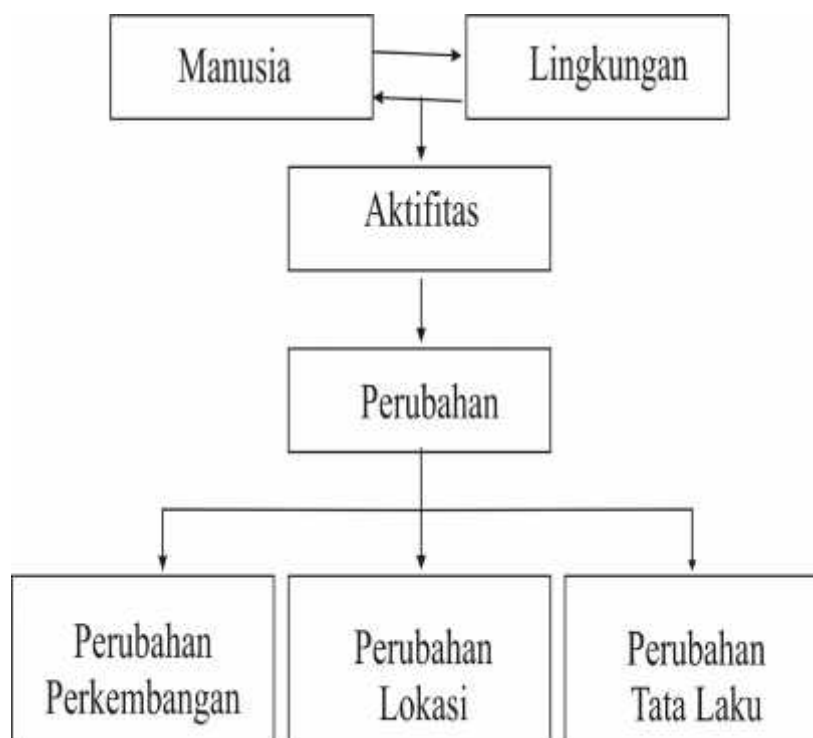 Manusia
Lingkungan
Aktifitas
Perubahan
Perubahan
Perkembangan
Perubahan
Lokasi
Perubahan
Tata Laku